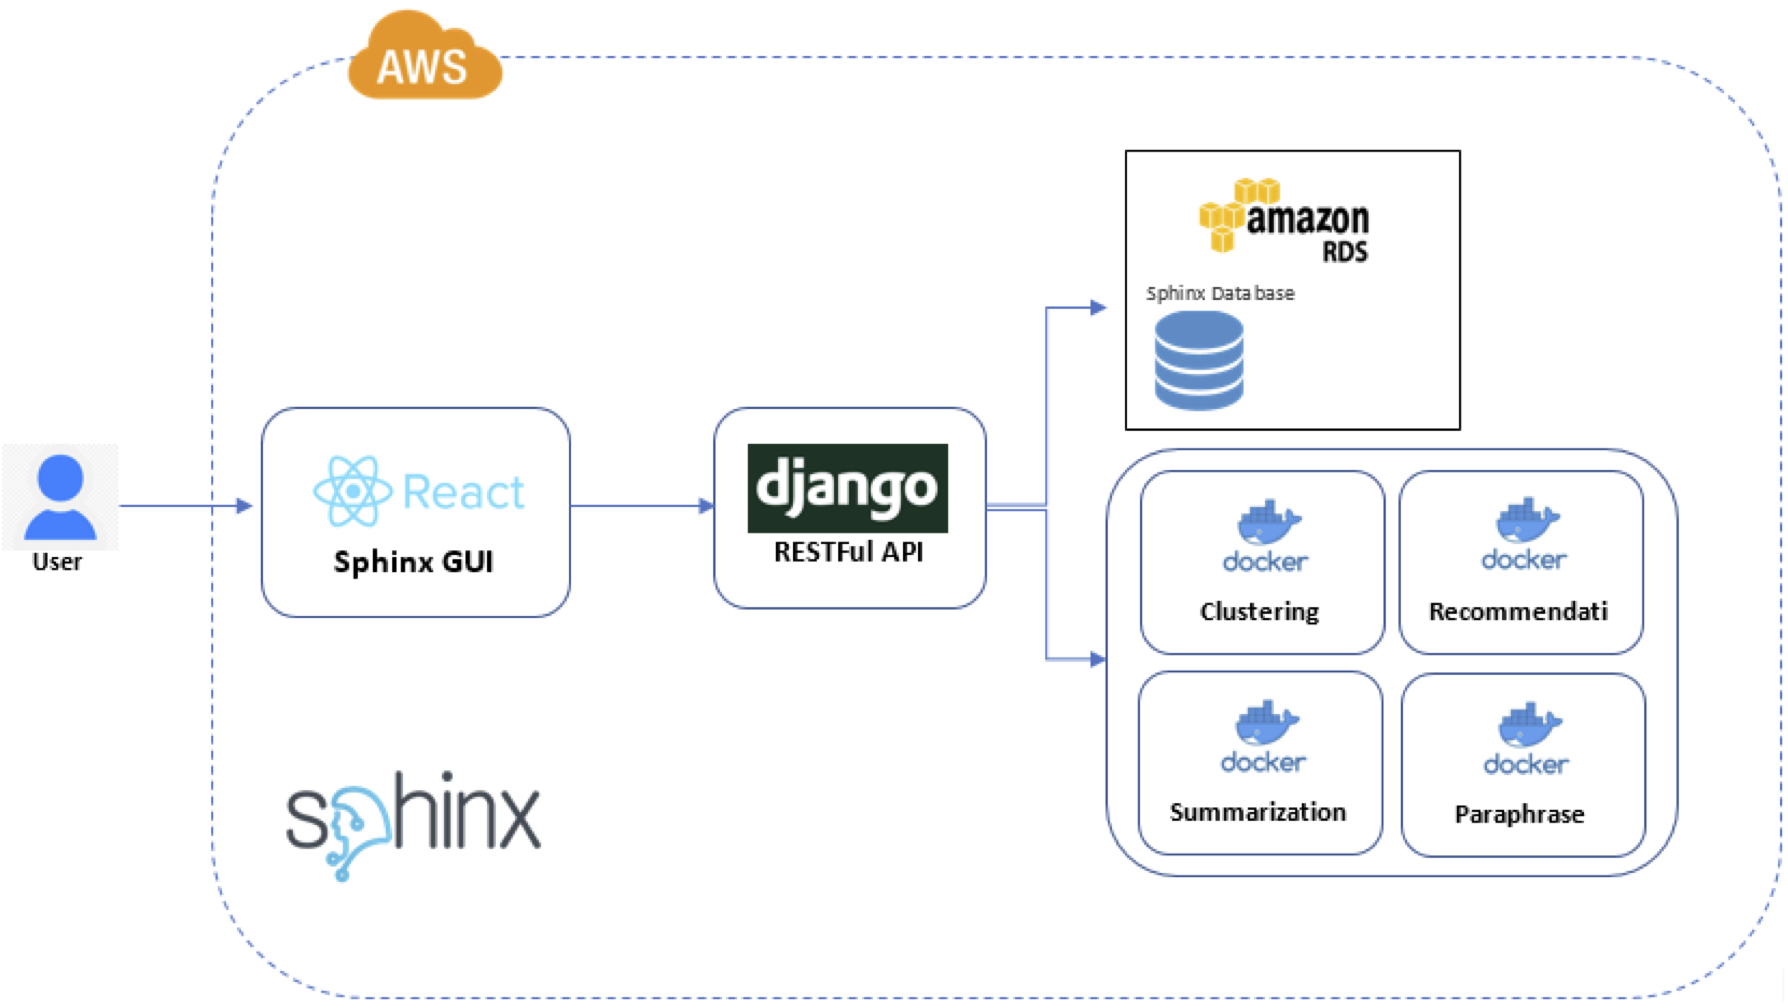 AWS
amazon
RDS
Sphinx Database
User
React
Sphinx GUI
django
RESTFul API
docker
Clustering
docker
Recommendati
docker
Summarization
docker
Paraphrase
sphinx